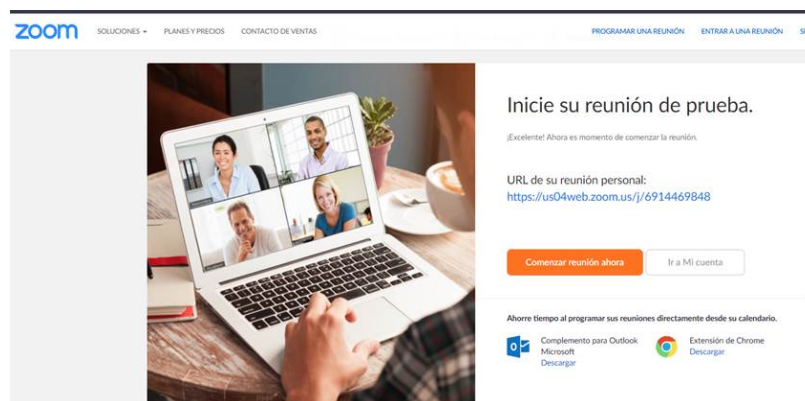 zoom
SOLUCIONES PLANES Y PRECIOS CONTACTO DE VENTAS PROGRAMAR UNA REUNIÓN ENTRAR A UNA REUNIÓN
Inicie su reunión de prueba.
¡Excelente! Ahora es momento de comenzar la reunión.
URL de su reunión personal:
https://us04web.zoom.us/j/6914469848
Comenzar reunión ahora Ir a Mi cuenta
Ahorre tiempo al programar sus reuniones directamente desde su calendario.
Complemento para Outlook
Microsoft
Descargar
Extensión de Chrome
Descargar